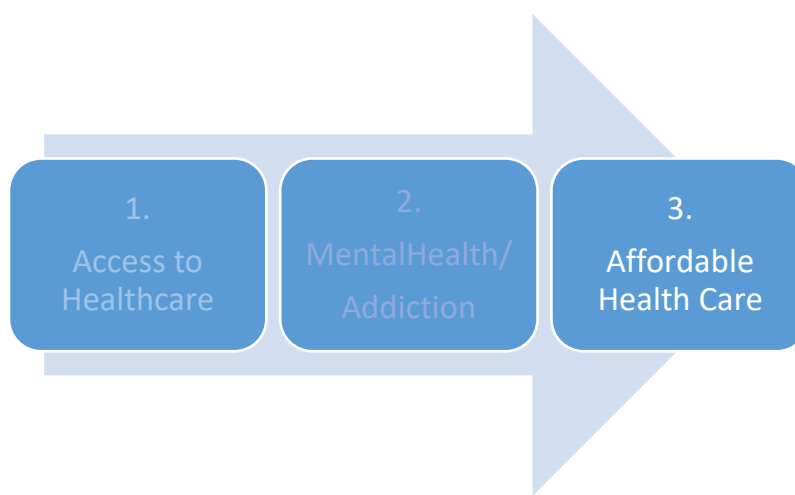 1.
Access to
Healthcare
2.
MentalHealth/
Addiction
3.
Affordable
Health Care